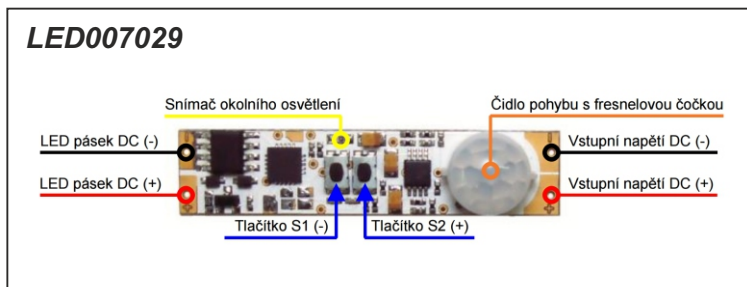 LED007029
Snímač okolního osvětlení
Čidlo pohybu s fresnelovou čočkou
LED pásek DC (-)
Vstupní napětí DC (-)
LED pásek DC (+)
Vstupní napětí DC (+)
Tlačítko S1 (-)
Tlačítko S2 (+)